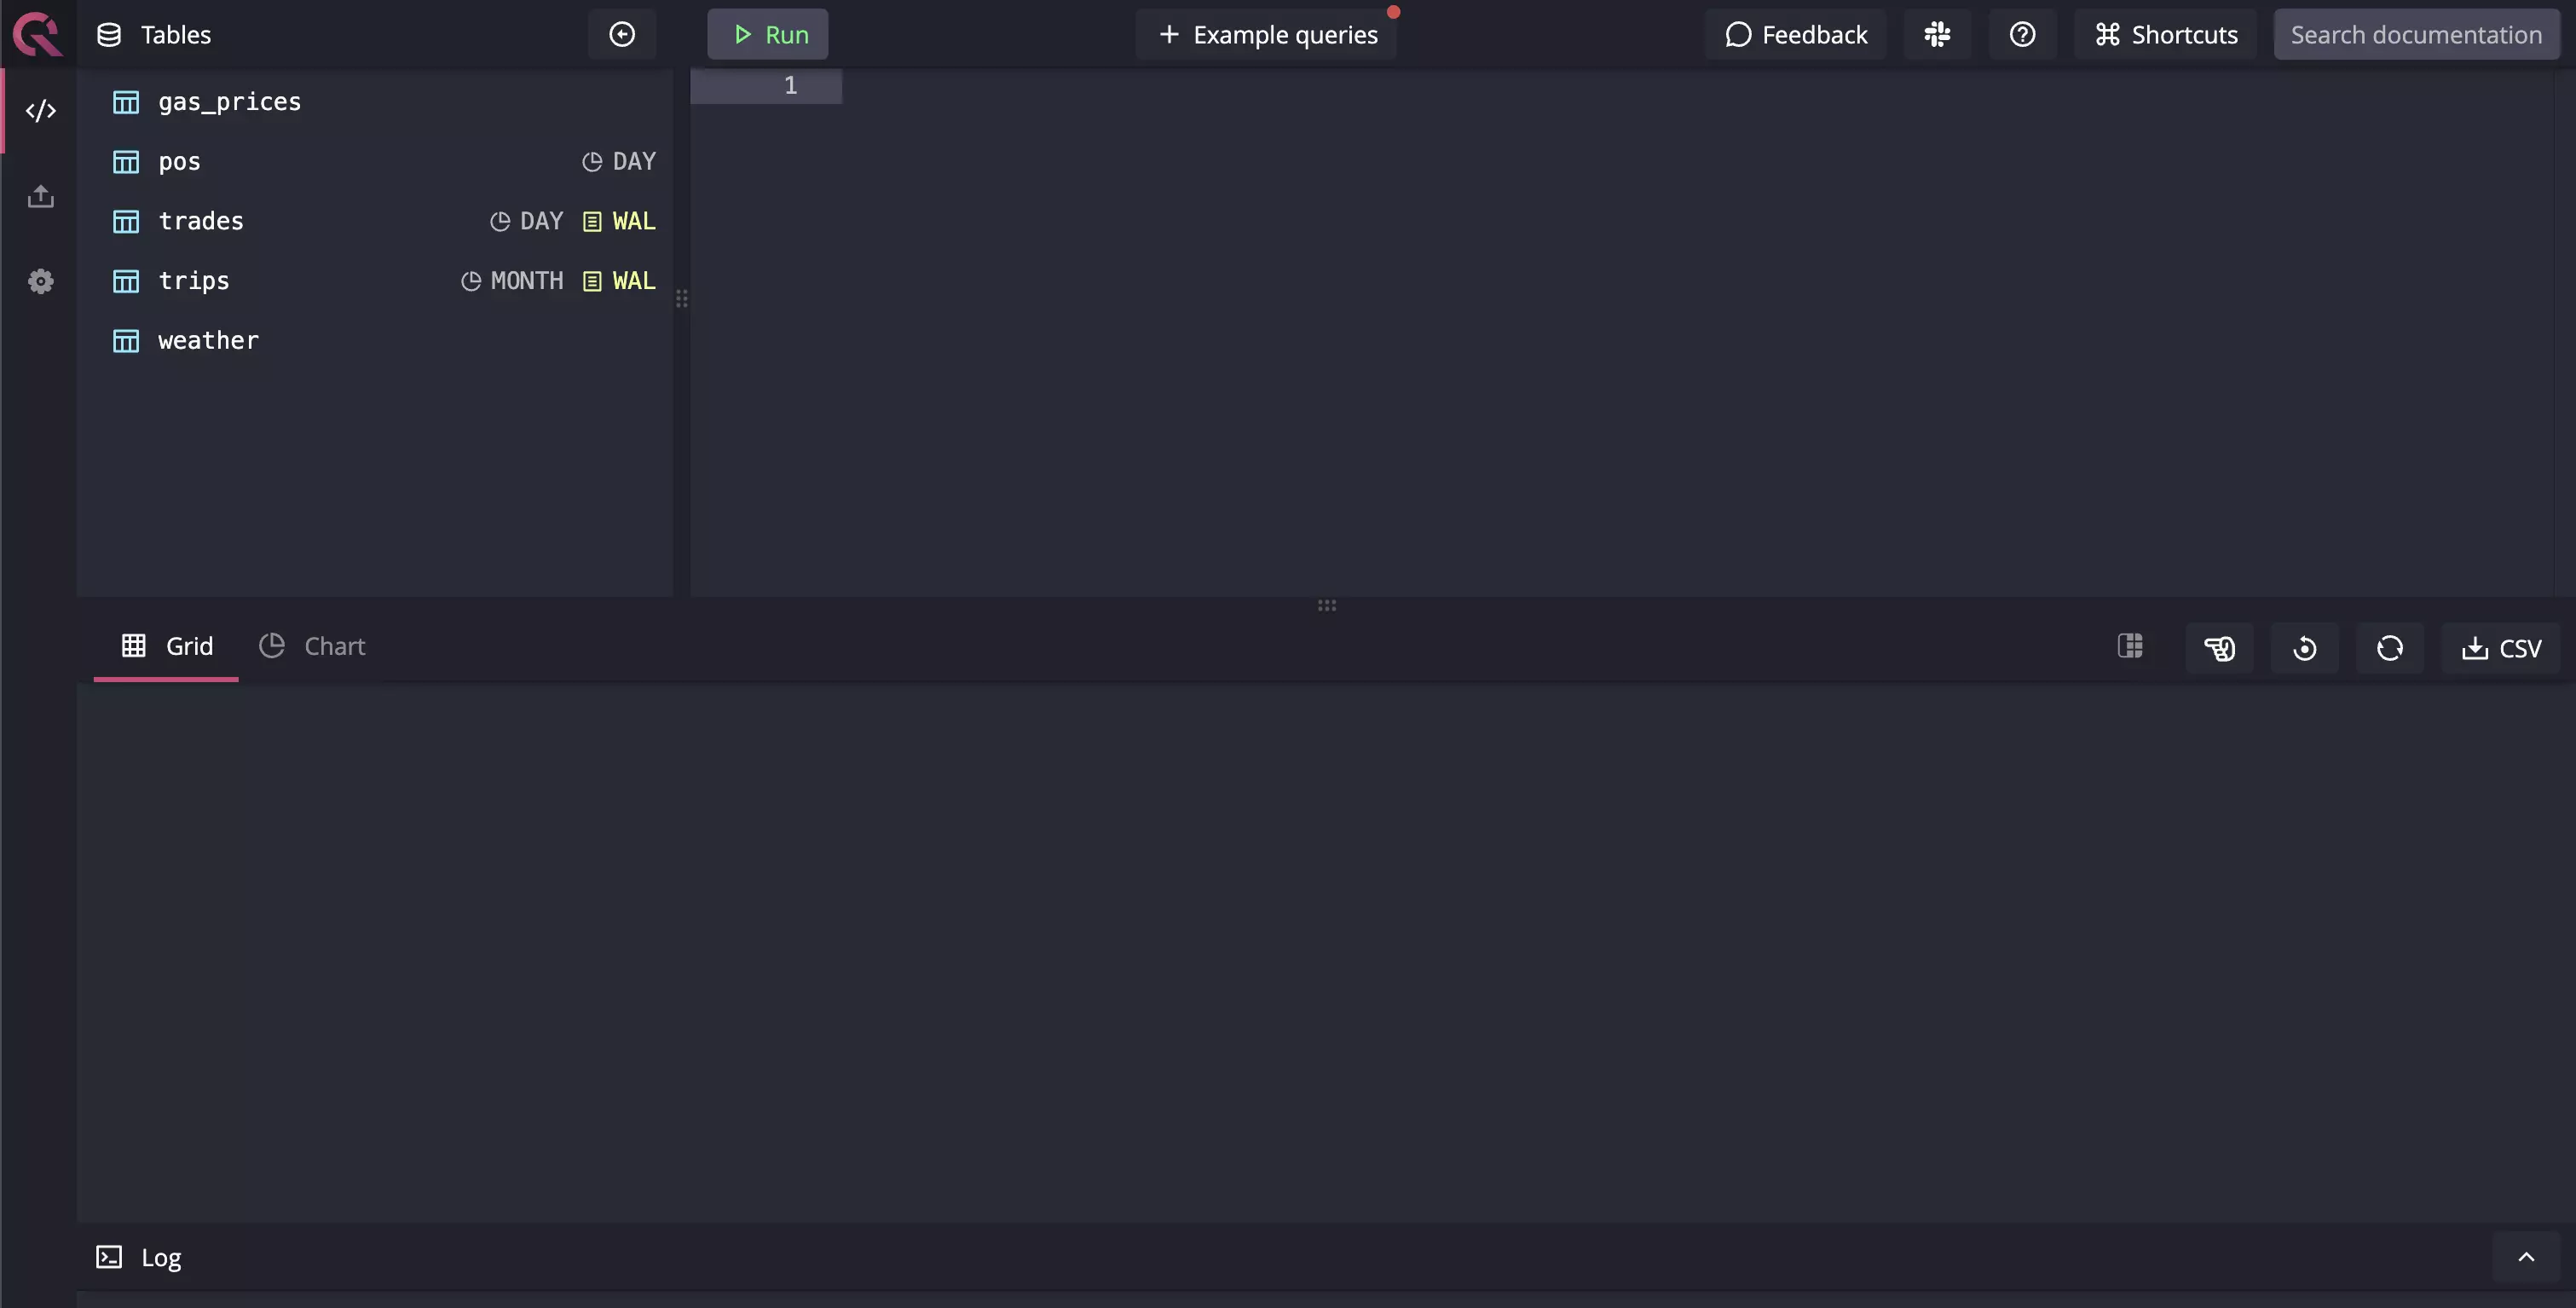 Tables
Run
Example queries
Feedback
Shortcuts
Search documentation
gas_prices
pos DAY
trades DAY WAL
trips MONTH WAL
weather
1
Grid
Chart
CSV
Log